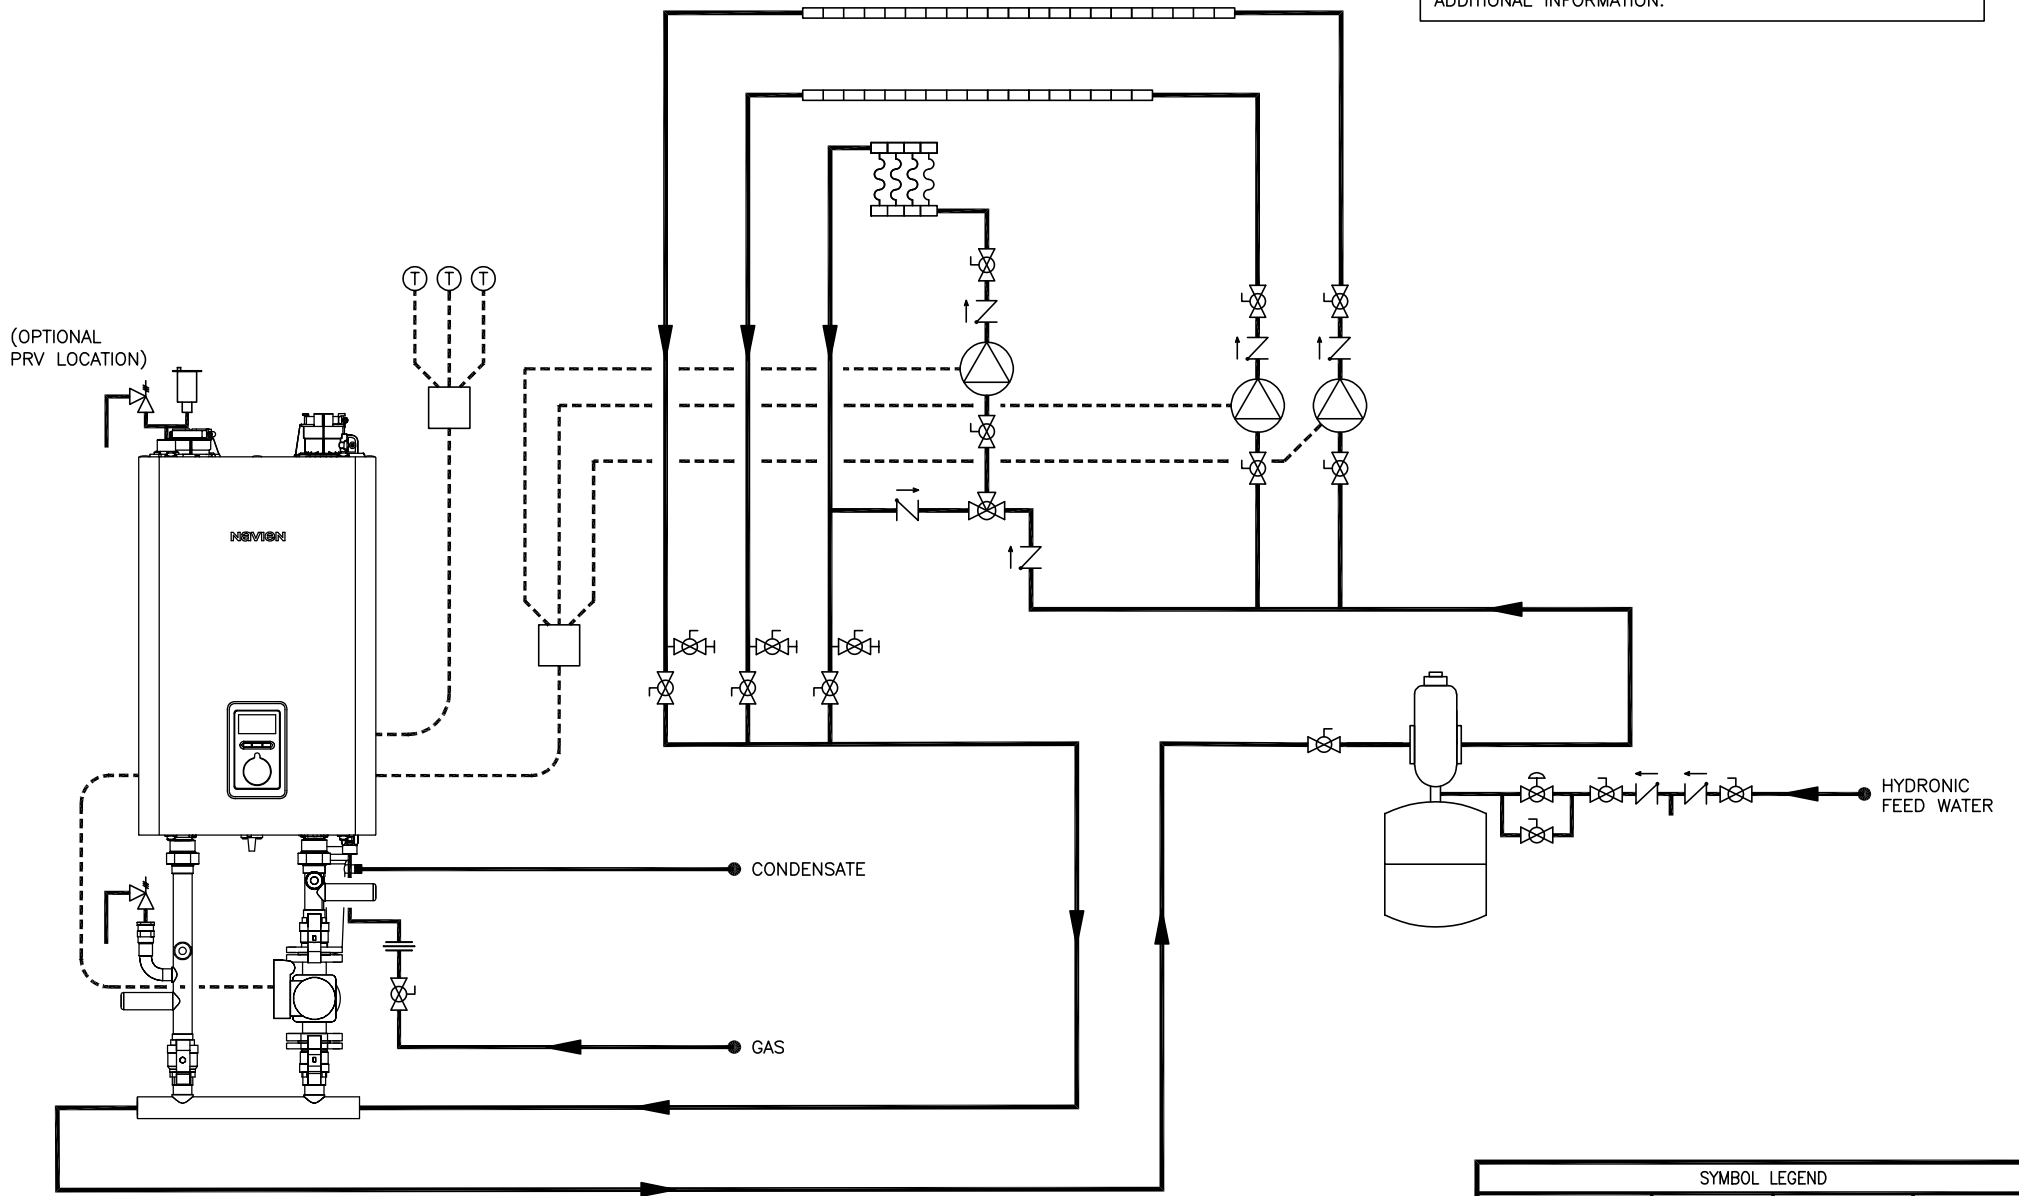 ADDITIONAL INFORMATION.
T T T
(OPTIONAL
PRV LOCATION)
NAVIEN
HYDRONIC
FEED WATER
CONDENSATE
GAS
SYMBOL LEGEND